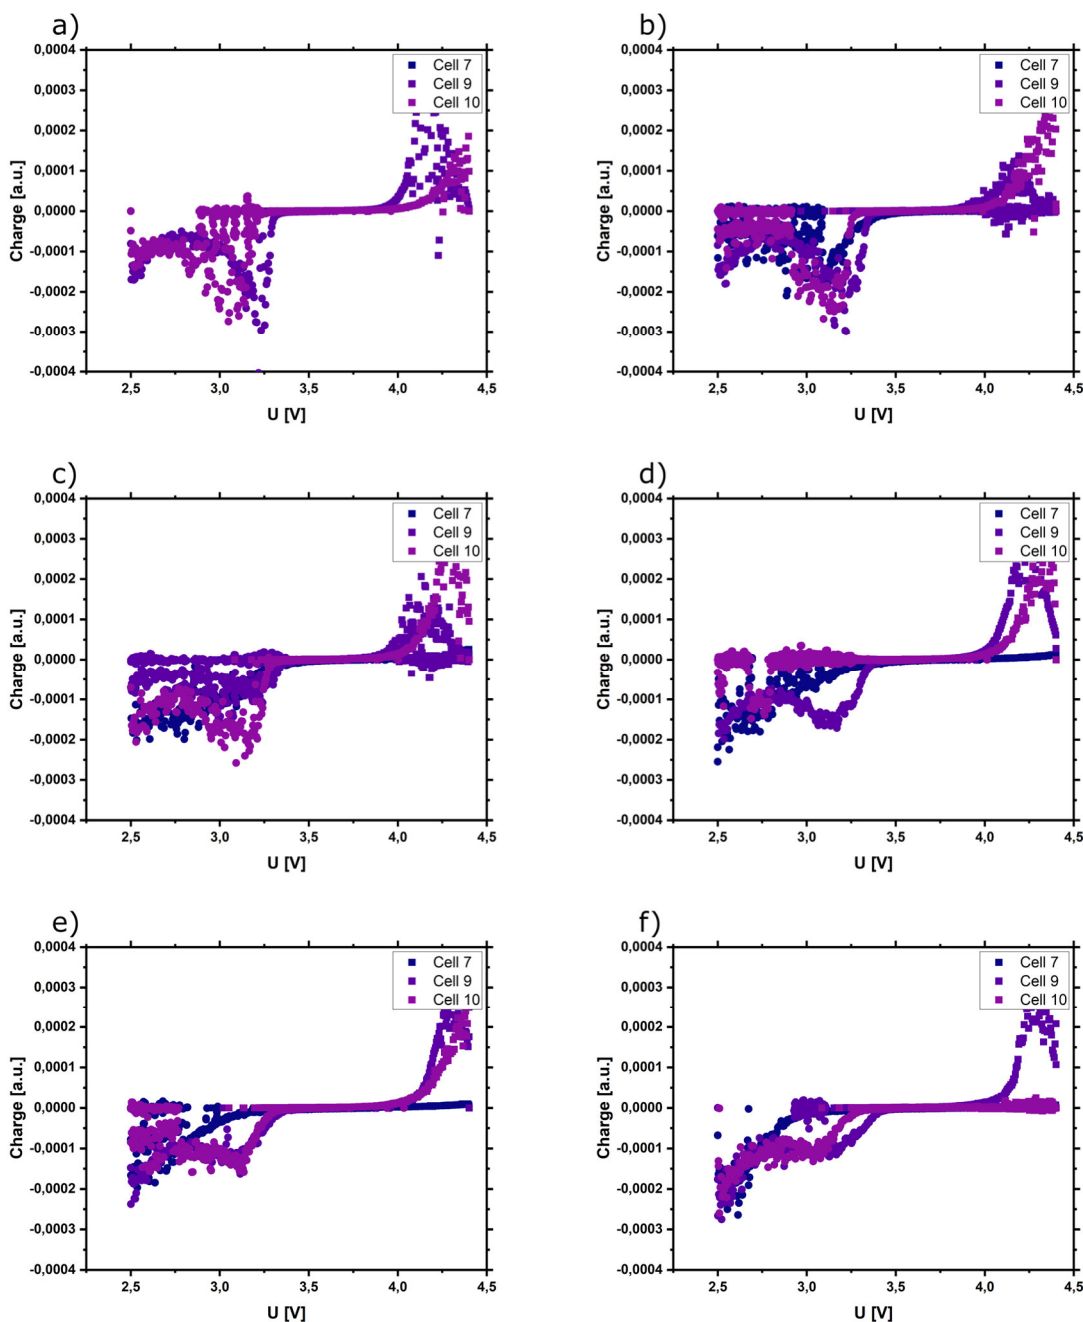 a)
0,0004
0,0003
0,0002
0,0001
0,0000
-0,0001
-0,0002
-0,0003
-0,0004
Charge [a.u.]
Cell 7
Cell 9
Cell 10
2,5 3,0 3,5 4,0 4,5
U [V]
b)
0,0004
0,0003
0,0002
0,0001
0,0000
-0,0001
-0,0002
-0,0003
-0,0004
Charge [a.u.]
Cell 7
Cell 9
Cell 10
2,5 3,0 3,5 4,0 4,5
U [V]
c)
0,0004
0,0003
0,0002
0,0001
0,0000
-0,0001
-0,0002
-0,0003
-0,0004
Charge [a.u.]
Cell 7
Cell 9
Cell 10
2,5 3,0 3,5 4,0 4,5
U [V]
d)
0,0004
0,0003
0,0002
0,0001
0,0000
-0,0001
-0,0002
-0,0003
-0,0004
Charge [a.u.]
Cell 7
Cell 9
Cell 10
2,5 3,0 3,5 4,0 4,5
U [V]
e)
0,0004
0,0003
0,0002
0,0001
0,0000
-0,0001
-0,0002
-0,0003
-0,0004
Charge [a.u.]
Cell 7
Cell 9
Cell 10
2,5 3,0 3,5 4,0 4,5
U [V]
f)
0,0004
0,0003
0,0002
0,0001
0,0000
-0,0001
-0,0002
-0,0003
-0,0004
Charge [a.u.]
Cell 7
Cell 9
Cell 10
2,5 3,0 3,5 4,0 4,5
U [V]